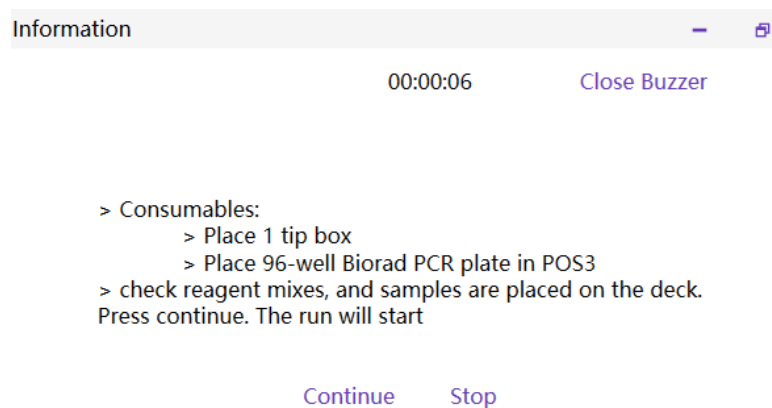 Information
00:00:06 Close Buzzer
> Consumables:
> Place 1 tip box
> Place 96-well Biorad PCR plate in POS3
> check reagent mixes, and samples are placed on the deck.
Press continue. The run will start
Continue Stop